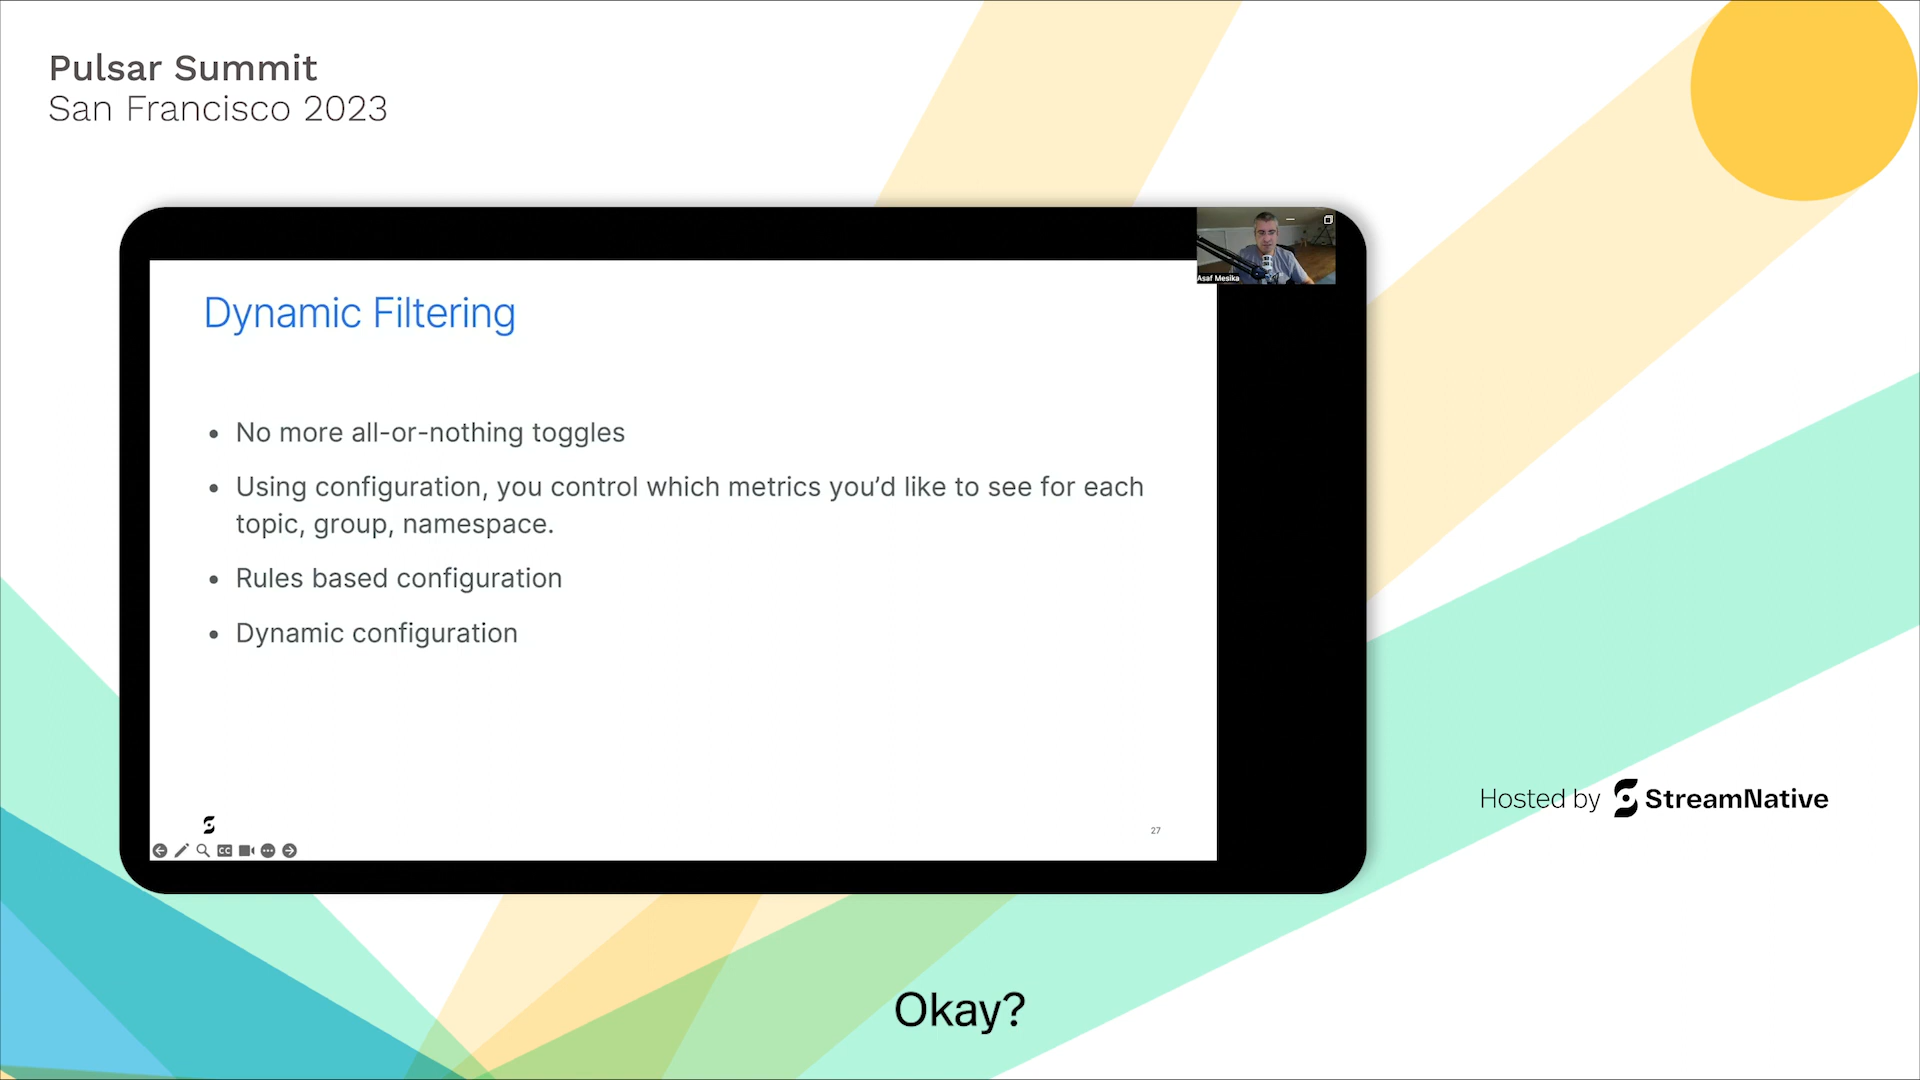 Pulsar Summit
San Francisco 2023
Asaf Mesika
Dynamic Filtering
• No more all-or-nothing toggles
• Using configuration, you control which metrics you’d like to see for each
topic, group, namespace.
• Rules based configuration
• Dynamic configuration
27
CC
Hosted by StreamNative
Okay?